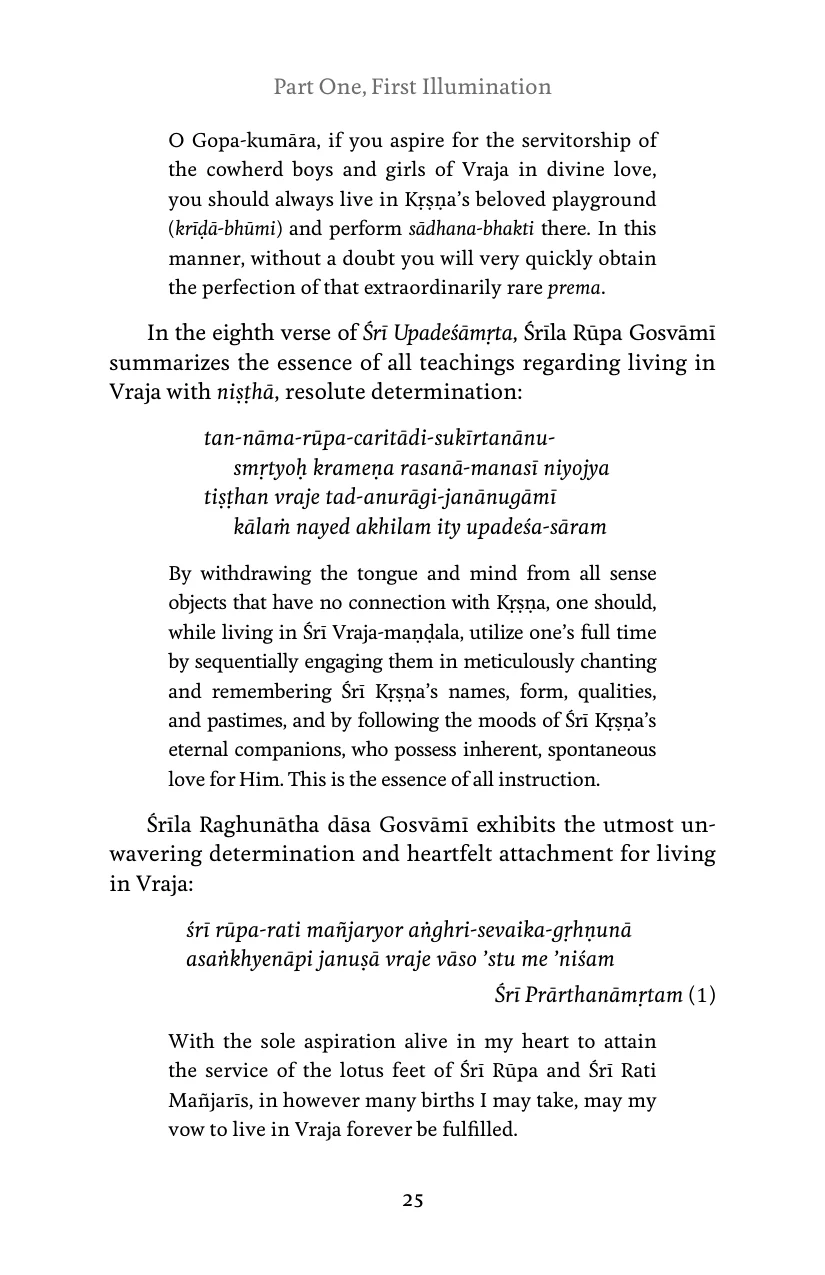 Part One, First Illumination
O Gopa-kumāra, if you aspire for the servitorship of
the cowherd boys and girls of Vraja in divine love,
you should always live in Kṛṣṇa’s beloved playground
(krīḍā-bhūmi) and perform sādhana-bhakti there. In this
manner, without a doubt you will very quickly obtain
the perfection of that extraordinarily rare prema.
In the eighth verse of Śrī Upadeśāmṛta, Śrīla Rūpa Gosvāmī
summarizes the essence of all teachings regarding living in
Vraja with niṣṭhā, resolute determination:
tan-nāma-rūpa-caritādi-sukīrtanānu-
smṛtyoḥ krameṇa rasanā-manasī niyojya
tiṣṭhan vraje tad-anurāgi-janānugāmī
kālaṁ nayed akhilam ity upadeśa-sāram
By withdrawing the tongue and mind from all sense
objects that have no connection with Kṛṣṇa, one should,
while living in Śrī Vraja-maṇḍala, utilize one’s full time
by sequentially engaging them in meticulously chanting
and remembering Śrī Kṛṣṇa’s names, form, qualities,
and pastimes, and by following the moods of Śrī Kṛṣṇa’s
eternal companions, who possess inherent, spontaneous
love for Him. This is the essence of all instruction.
Śrīla Raghunātha dāsa Gosvāmī exhibits the utmost un-
wavering determination and heartfelt attachment for living
in Vraja:
śrī rūpa-rati mañjaryor aṅghri-sevaika-gṛhṇunā
asaṅkhyenāpi januṣā vraje vāso ’stu me ’niśam
Śrī Prārthanāmṛtam (1)
With the sole aspiration alive in my heart to attain
the service of the lotus feet of Śrī Rūpa and Śrī Rati
Mañjarīs, in however many births I may take, may my
vow to live in Vraja forever be fulfilled.
25